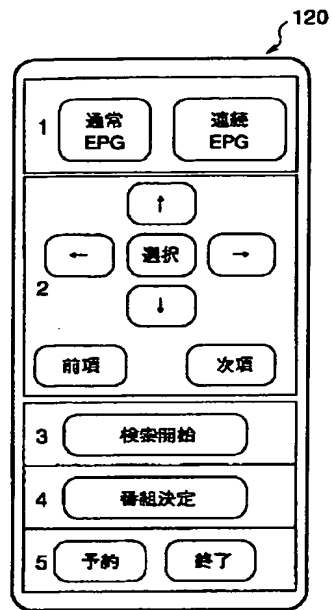 120
1 通常 連続
EPG EPG
↑
← 選択 →
2
↓
前項 次項
3 検索開始
4 番組決定
5 予約 終了